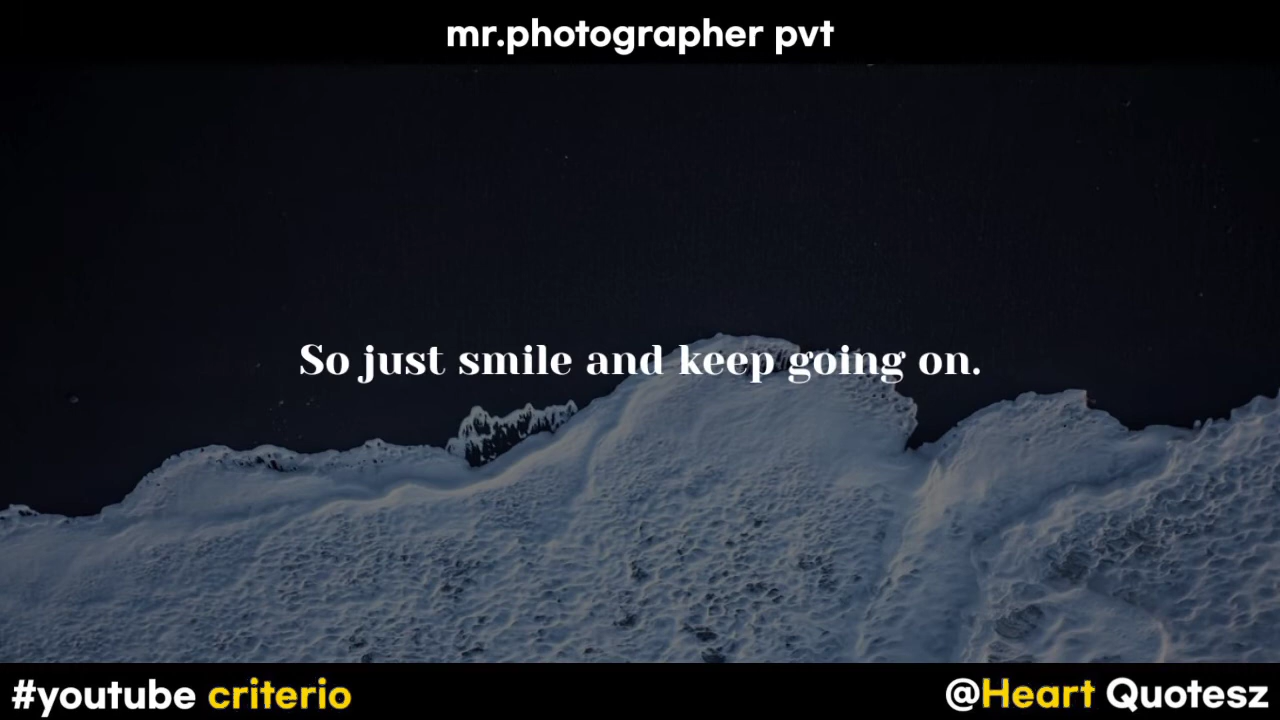 mr.photographer pvt
So just smile and keep going on.
#youtube criterio
@Heart Quotesz